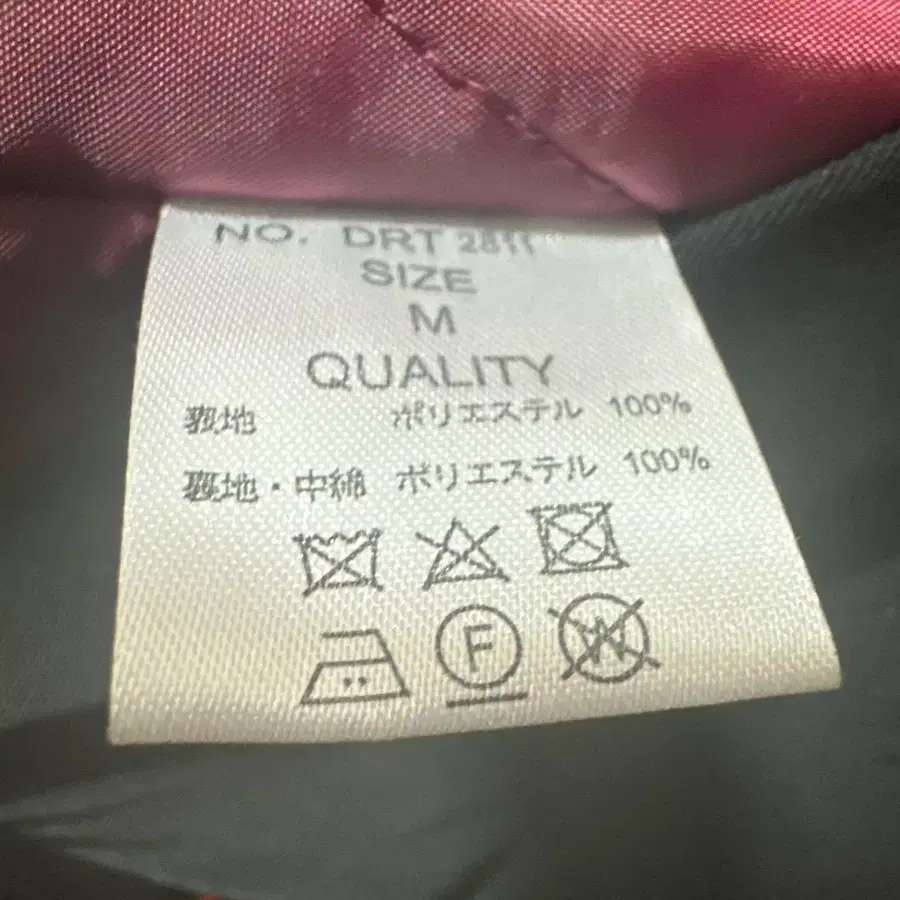 NO. DRT 2811
SIZE
M
QUALITY
表地 ポリエステル 100%
裏地・中綿 ポリエステル 100%
F
W